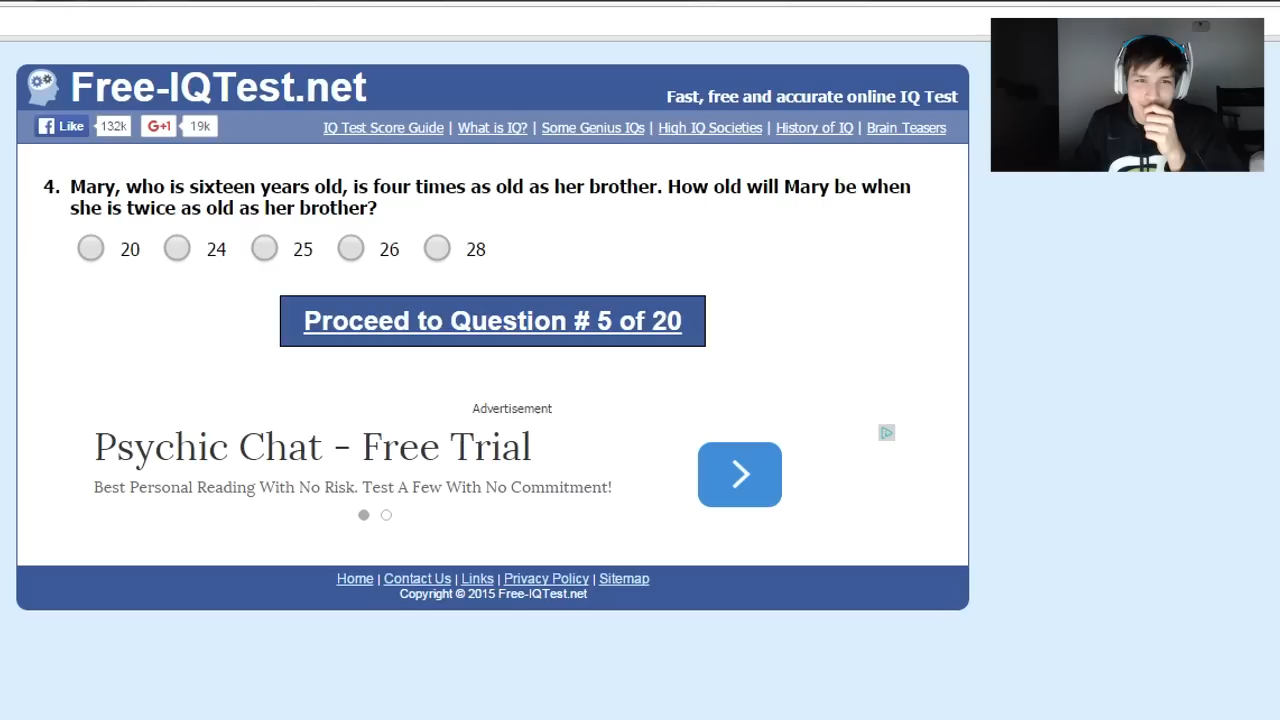 Free-IQTest.net
Fast, free and accurate online IQ Test
Like 132k G+1 19k
IQ Test Score Guide | What is IQ? | Some Genius IQs | High IQ Societies | History of IQ | Brain Teasers
4. Mary, who is sixteen years old, is four times as old as her brother. How old will Mary be when
she is twice as old as her brother?
20 24 25 26 28
Proceed to Question # 5 of 20
Advertisement
Psychic Chat - Free Trial
Best Personal Reading With No Risk. Test A Few With No Commitment!
Home | Contact Us | Links | Privacy Policy | Sitemap
Copyright © 2015 Free-IQTest.net